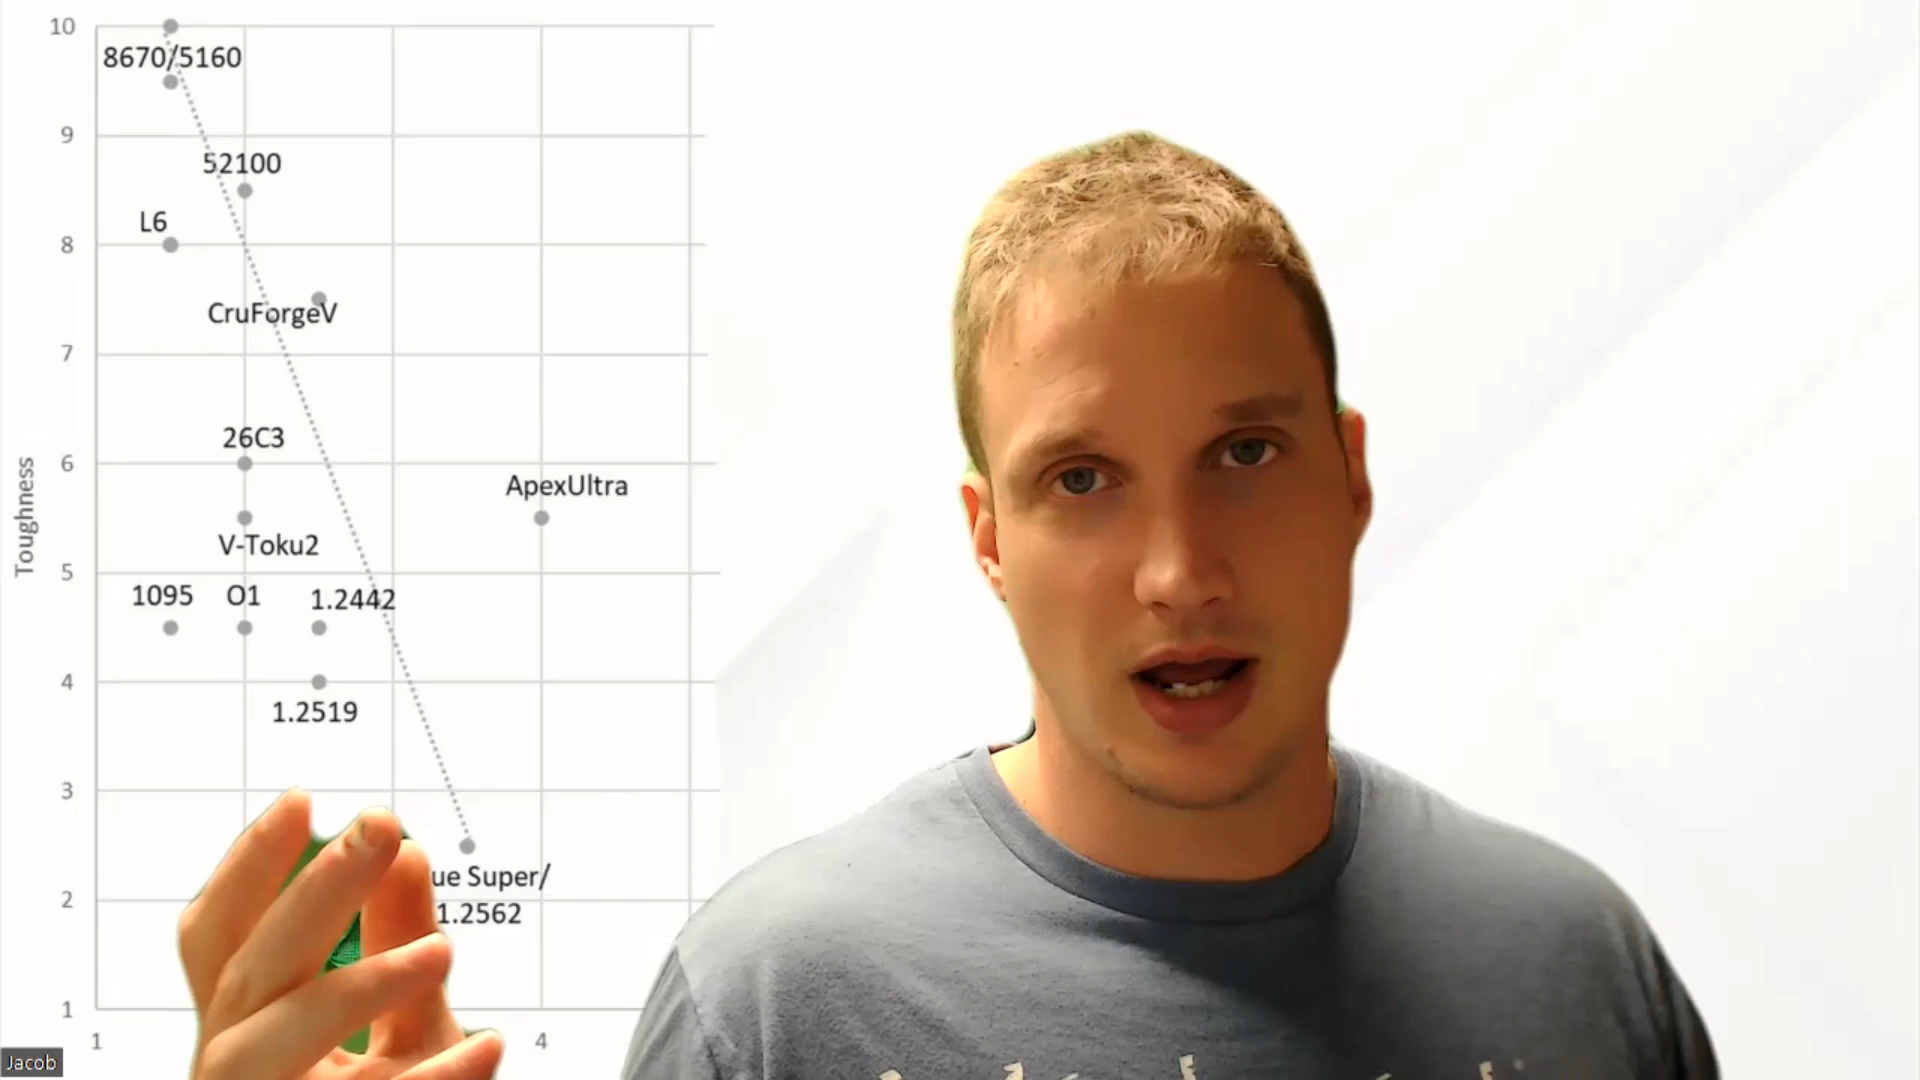 10
8670/5160
9
52100
L6
8
CruForgeV
7
26C3
6
ApexUltra
V-Toku2
5
1095 O1 1.2442
4
1.2519
3
ue Super/
1.2562
2
1
1 4
Toughness
Jacob